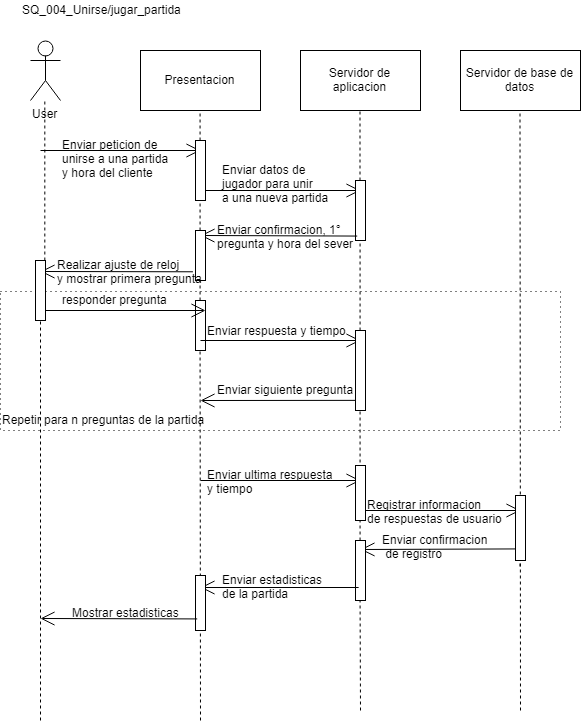 SQ_004_Unirse/jugar_partida
User
Presentacion
Servidor de
aplicacion
Servidor de base de
datos
Enviar peticion de
unirse a una partida
y hora del cliente
Enviar datos de
jugador para unir
a una nueva partida
Enviar confirmacion, 1°
pregunta y hora del sever
Realizar ajuste de reloj
y mostrar primera pregunta
responder pregunta
Enviar respuesta y tiempo
Enviar siguiente pregunta
Repetir para n preguntas de la partida
Enviar ultima respuesta
y tiempo
Registrar informacion
de respuestas de usuario
Enviar confirmacion
de registro
Enviar estadisticas
de la partida
Mostrar estadisticas